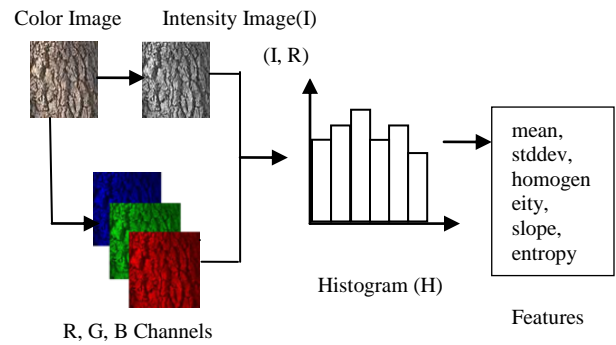 Color Image
Intensity Image(I)
(I, R)
mean,
stddev,
homogen
eity,
slope,
entropy
Histogram (H)
Features
R, G, B Channels